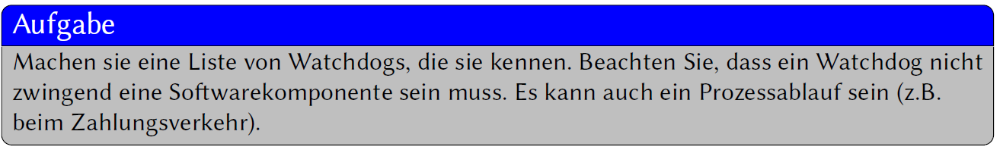 Aufgabe
Machen sie eine Liste von Watchdogs, die sie kennen. Beachten Sie, dass ein Watchdog nicht
zwingend eine Softwarekomponente sein muss. Es kann auch ein Prozessablauf sein (z.B.
beim Zahlungsverkehr).